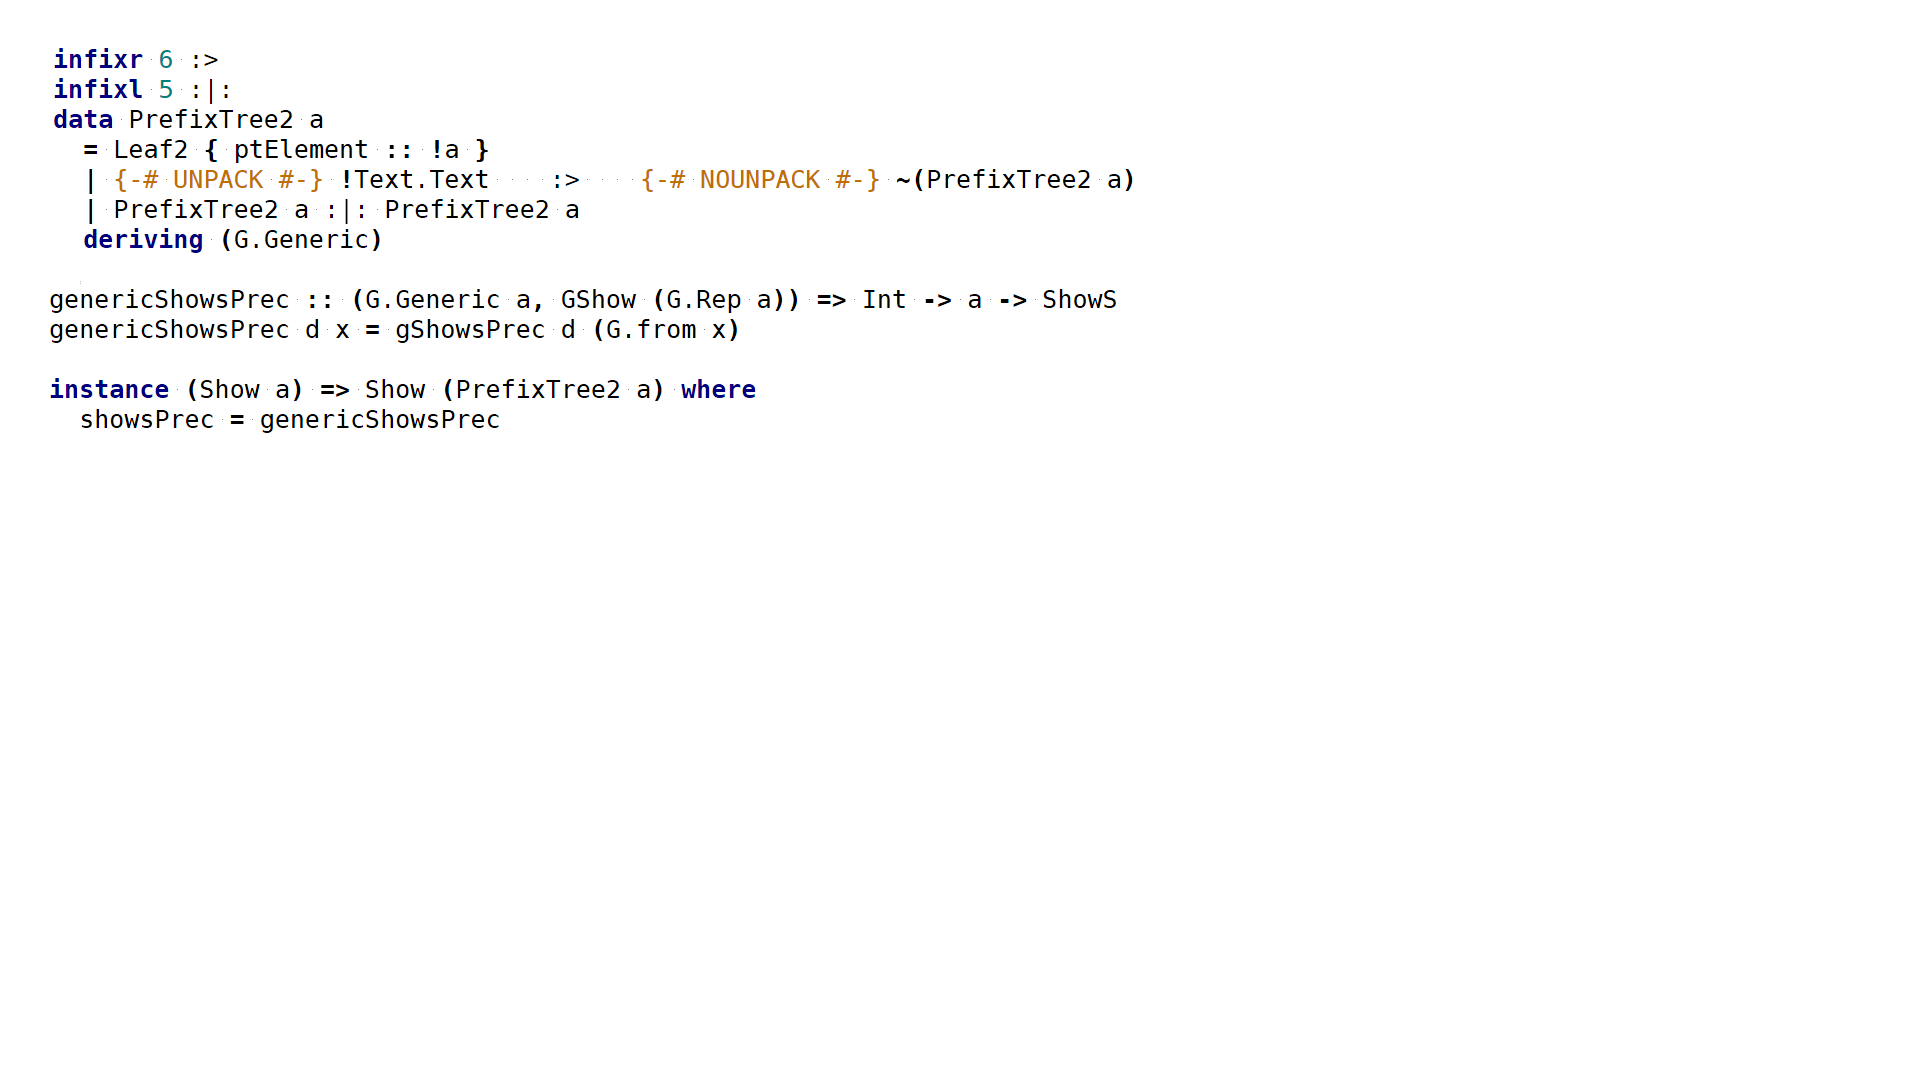 infixr 6 :>
infixl 5 :|:
data PrefixTree2 a
  = Leaf2 { ptElement :: !a }
  | {-# UNPACK #-} !Text.Text    :>    {-# NOUNPACK #-} ~(PrefixTree2 a)
  | PrefixTree2 a :|: PrefixTree2 a
  deriving (G.Generic)

genericShowsPrec :: (G.Generic a, GShow (G.Rep a)) => Int -> a -> ShowS
genericShowsPrec d x = gShowsPrec d (G.from x)

instance (Show a) => Show (PrefixTree2 a) where
  showsPrec = genericShowsPrec